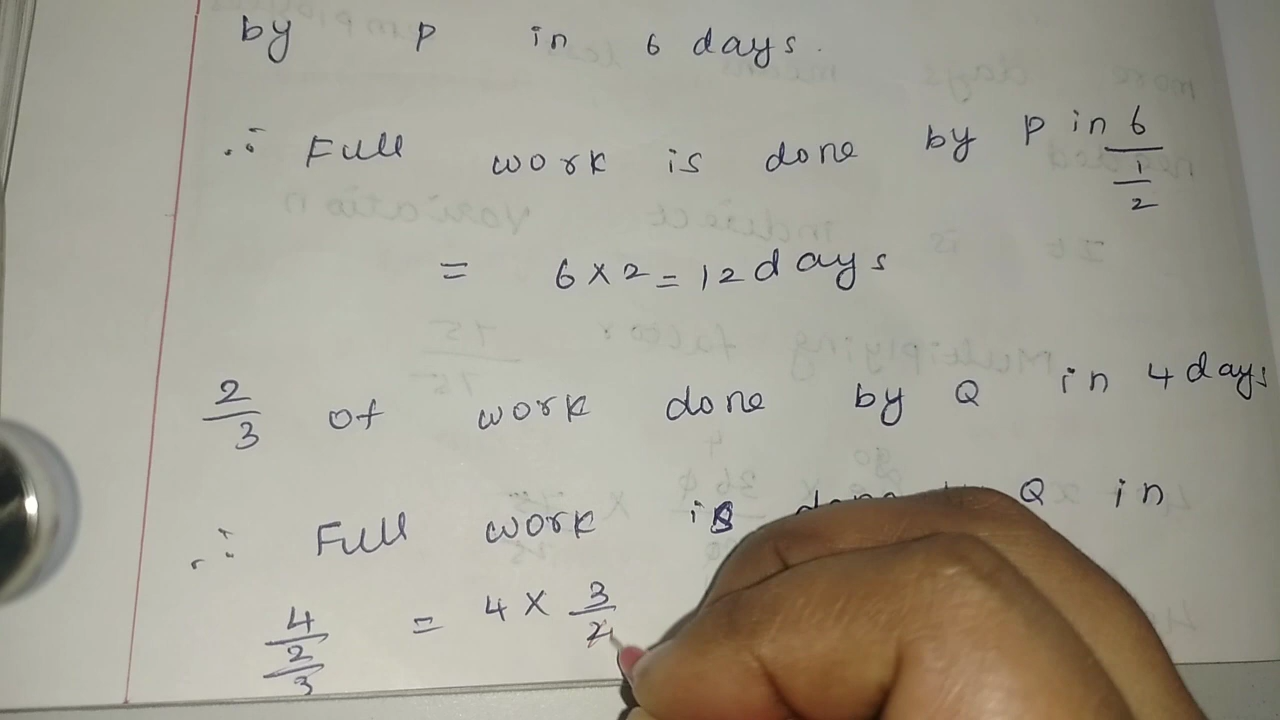 by P in 6 days.
∴ Full work is done by P in 6/(1/2)
= 6 × 2 = 12 days
2/3 of work done by Q in 4 days
∴ Full work is Q in
4/(2/3) = 4 × 3/2